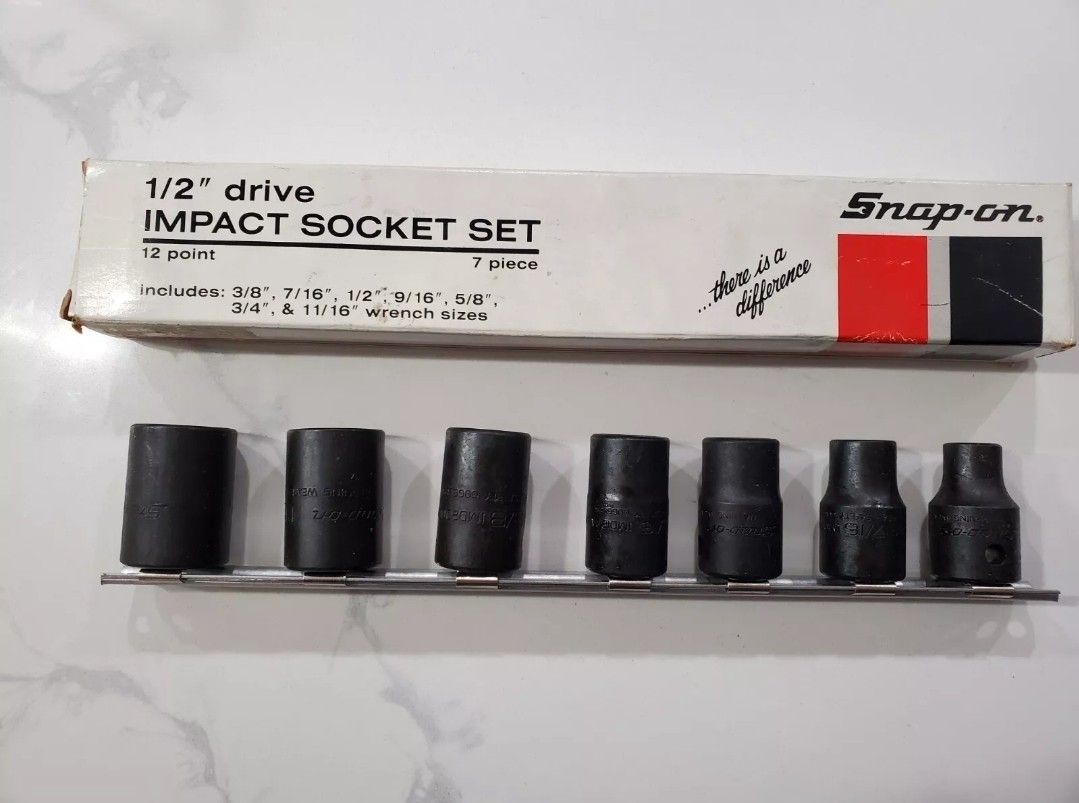 1/2" drive
IMPACT SOCKET SET
12 point 7 piece
includes: 3/8", 7/16", 1/2", 9/16", 5/8",
3/4", & 11/16" wrench sizes
...there is a
difference
Snap-on®